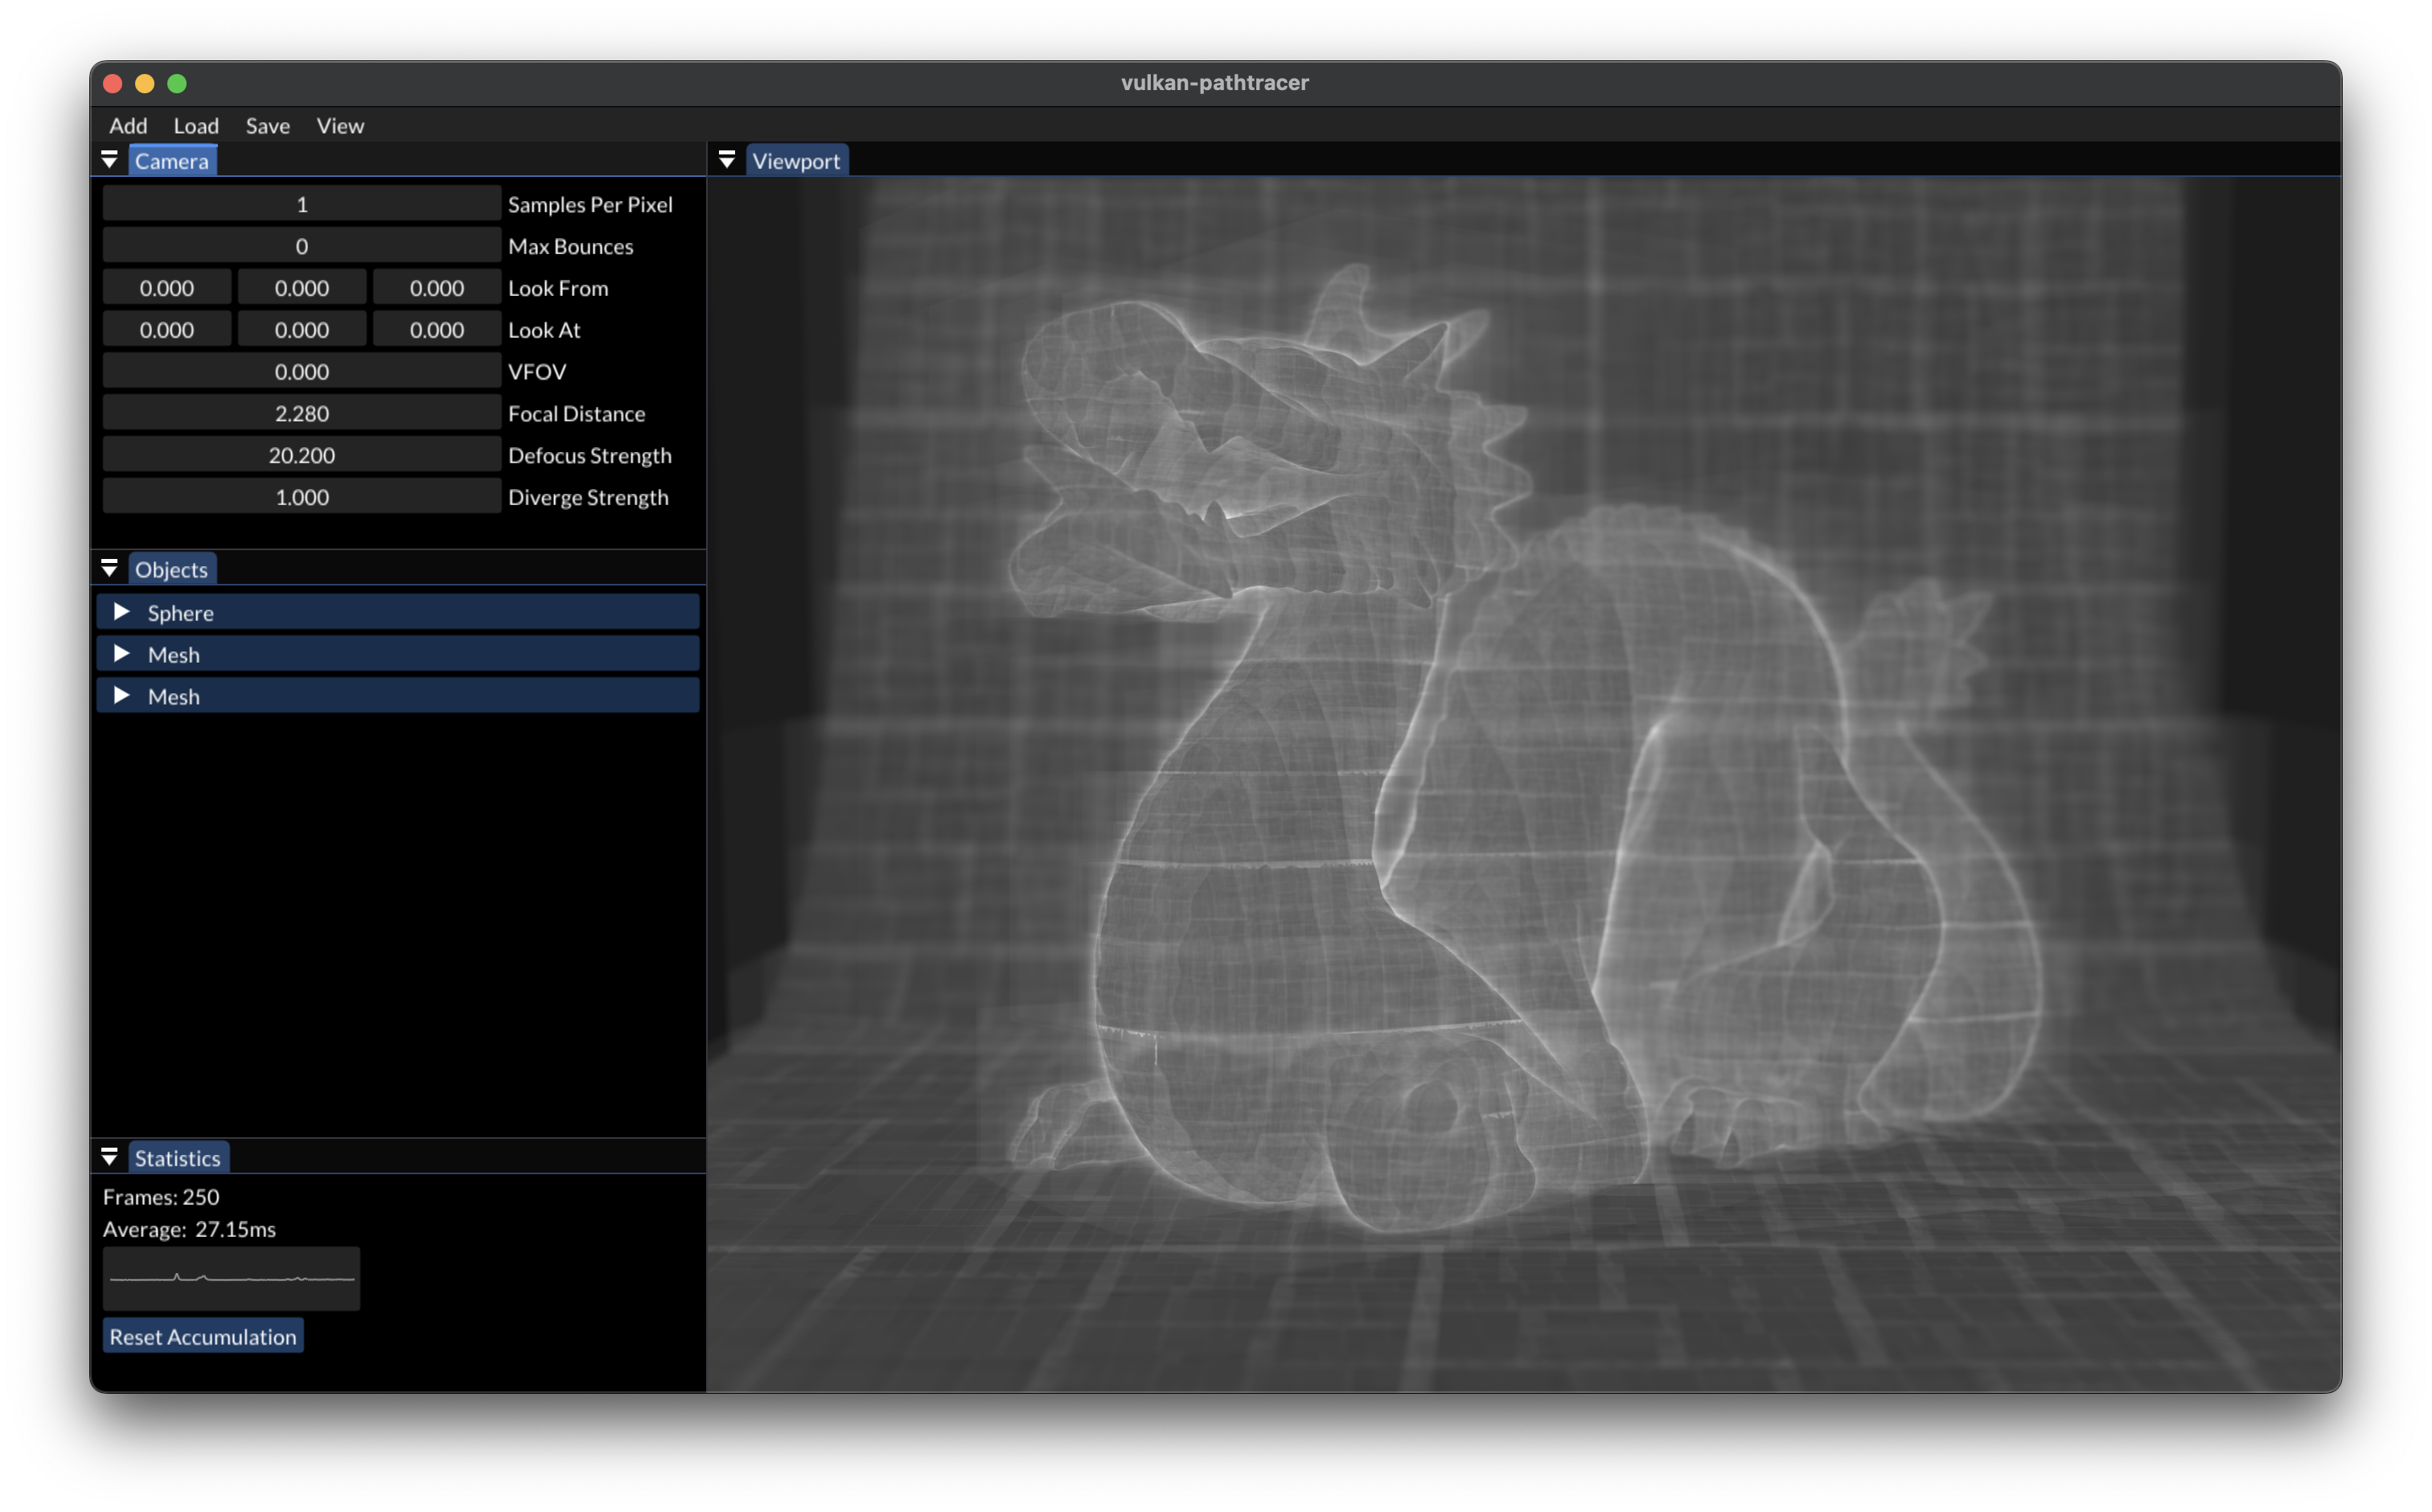 vulkan-pathtracer
Add Load Save View
Camera
1 Samples Per Pixel
0 Max Bounces
0.000 0.000 0.000 Look From
0.000 0.000 0.000 Look At
0.000 VFOV
2.280 Focal Distance
20.200 Defocus Strength
1.000 Diverge Strength
Objects
Sphere
Mesh
Mesh
Statistics
Frames: 250
Average: 27.15ms
Reset Accumulation
Viewport